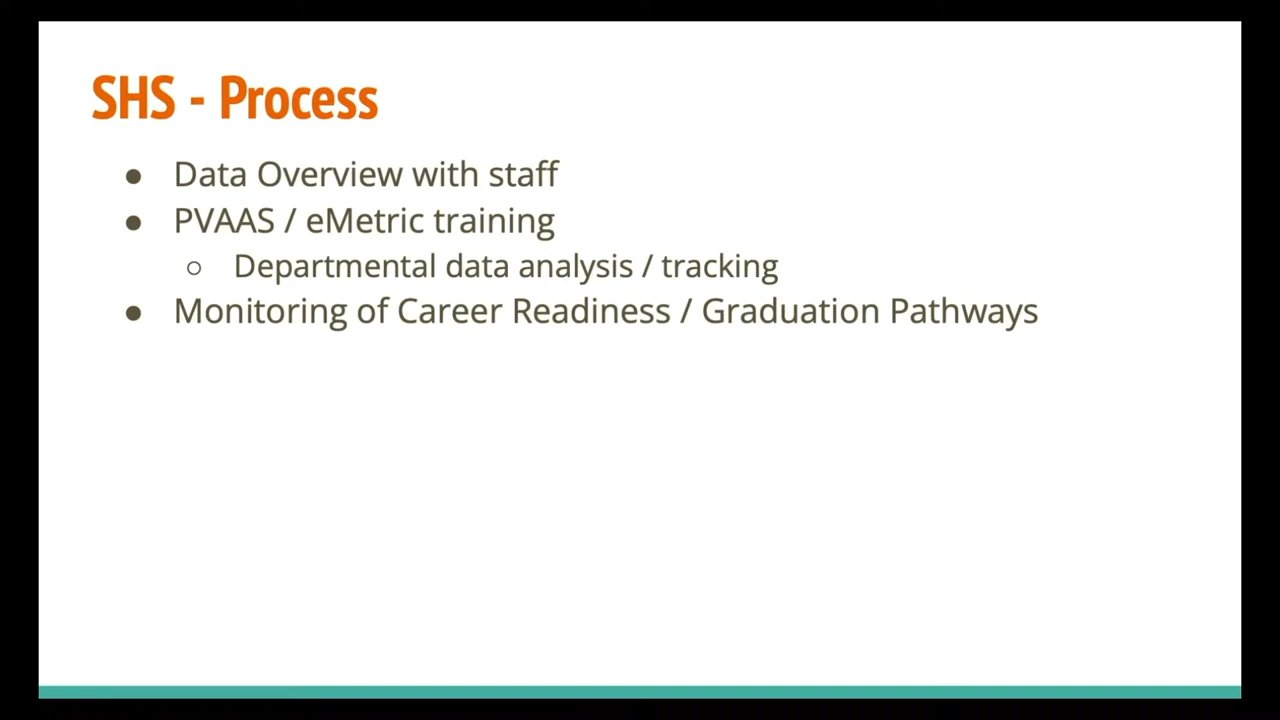 SHS - Process
● Data Overview with staff
● PVAAS / eMetric training
○ Departmental data analysis / tracking
● Monitoring of Career Readiness / Graduation Pathways